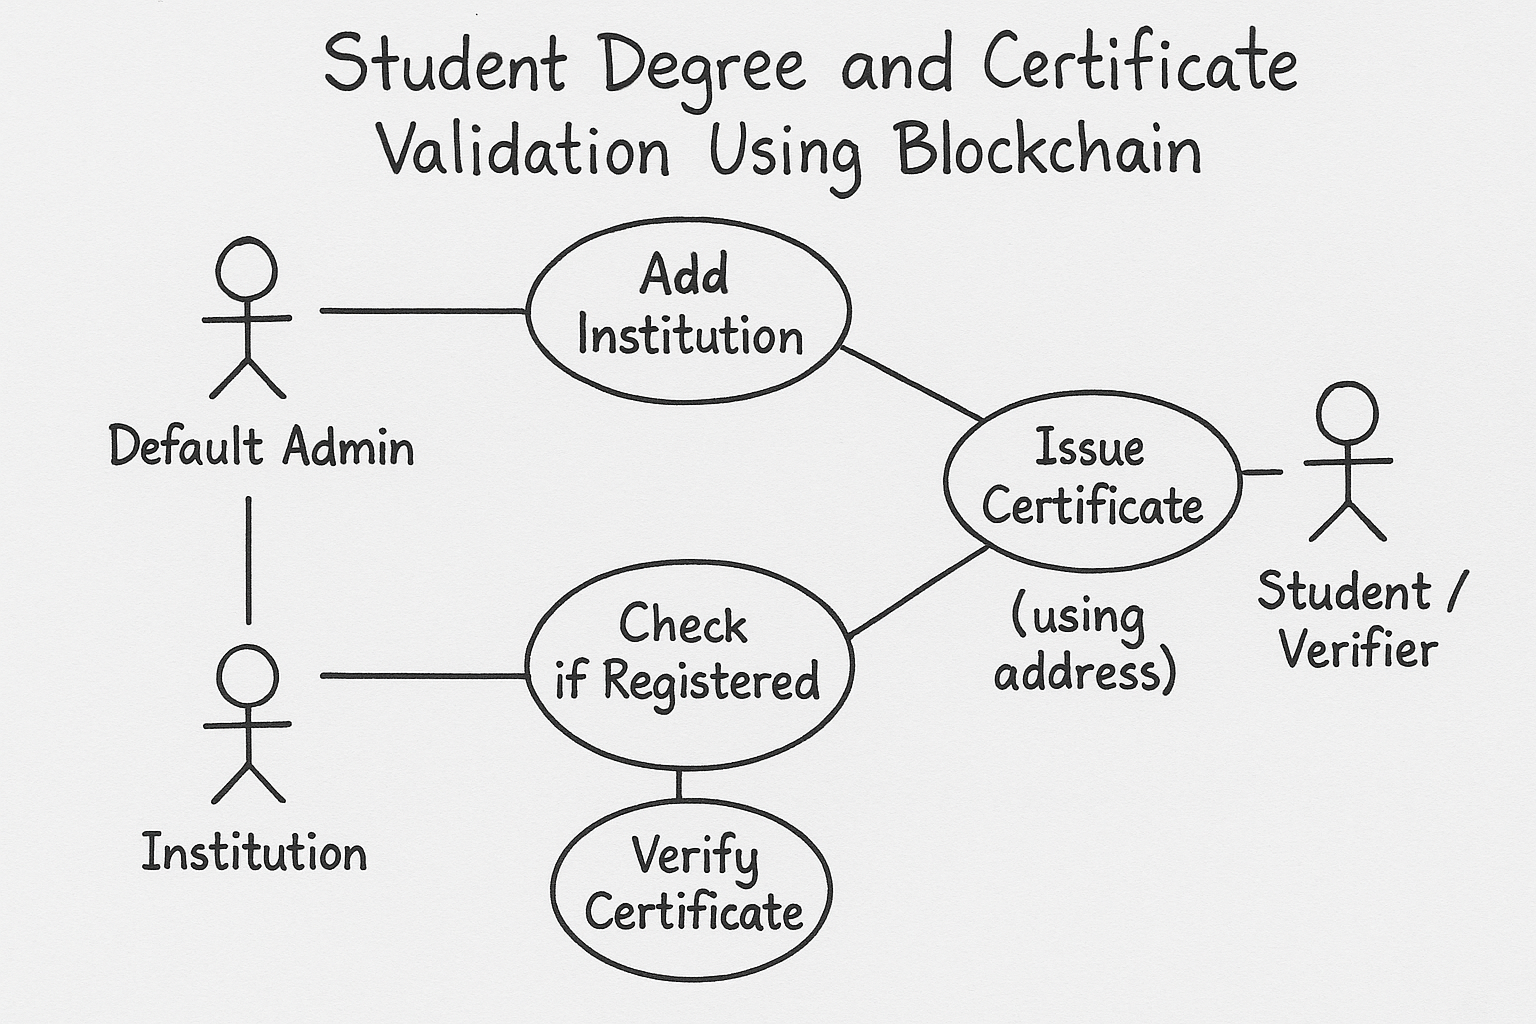 Student Degree and Certificate
Validation Using Blockchain
Add
Institution
Default Admin
Issue
Certificate
(using
address)
Student /
Verifier
Check
if Registered
Institution
Verify
Certificate